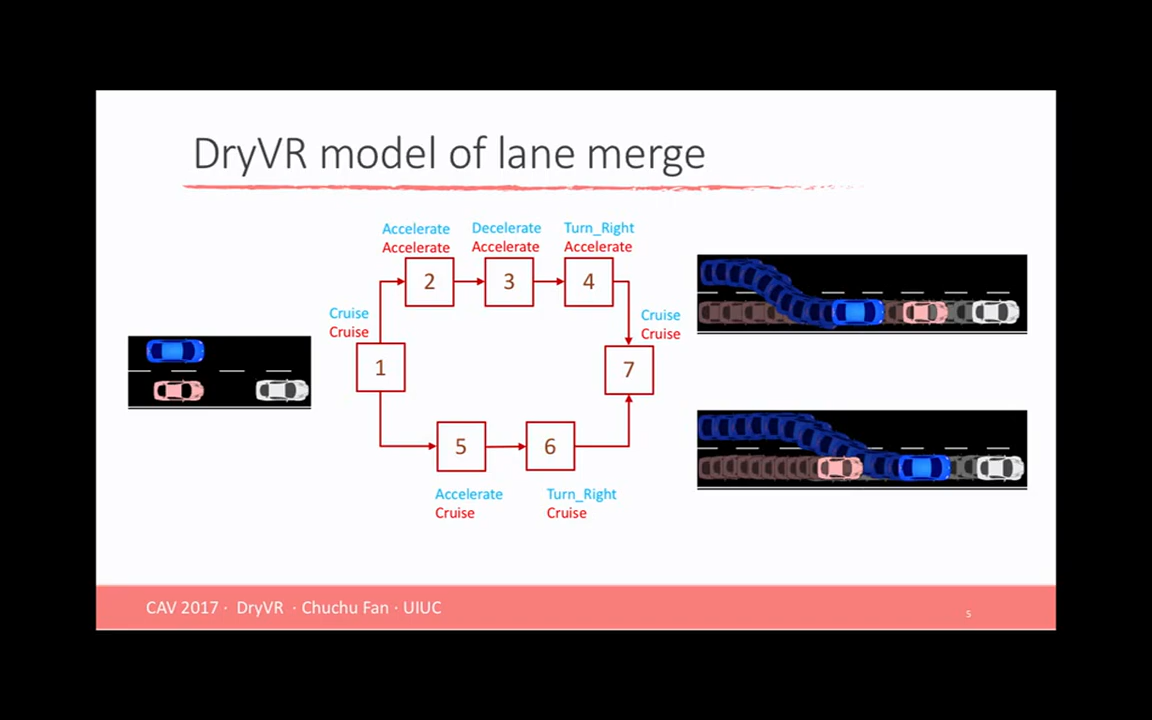 DryVR model of lane merge
Accelerate
Accelerate
Decelerate
Accelerate
Turn_Right
Accelerate
2
3
4
Cruise
Cruise
Cruise
Cruise
1
7
5
6
Accelerate
Cruise
Turn_Right
Cruise
CAV 2017 · DryVR · Chuchu Fan · UIUC
5